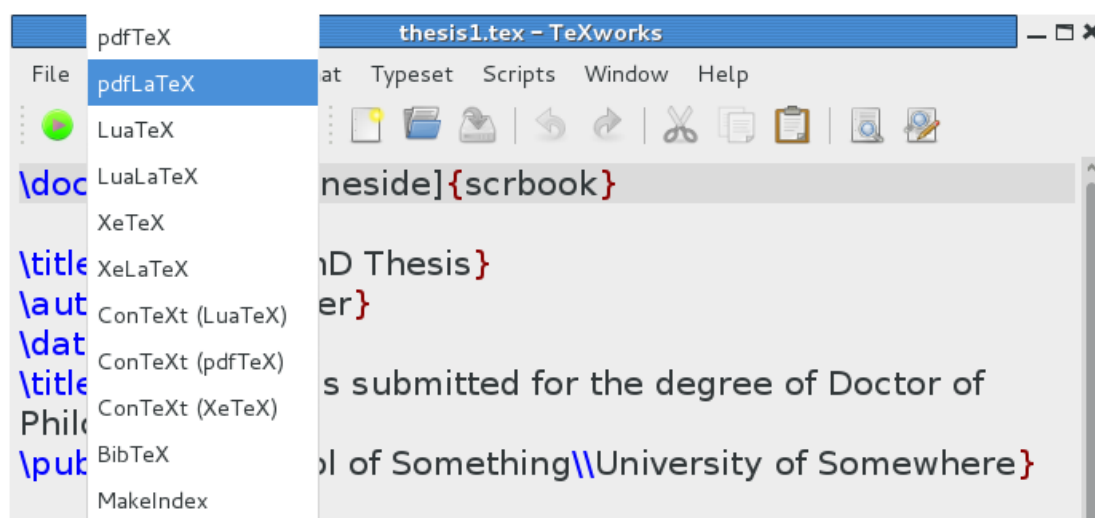 thesis1.tex – TeXworks
File at Typeset Scripts Window Help
pdfTeX
pdfLaTeX
LuaTeX
LuaLaTeX
XeTeX
XeLaTeX
ConTeXt (LuaTeX)
ConTeXt (pdfTeX)
ConTeXt (XeTeX)
BibTeX
MakeIndex
\doc neside]{scrbook}
\title nD Thesis}
\aut er}
\dat
\title s submitted for the degree of Doctor of
Philo
\pub ol of Something\\University of Somewhere}